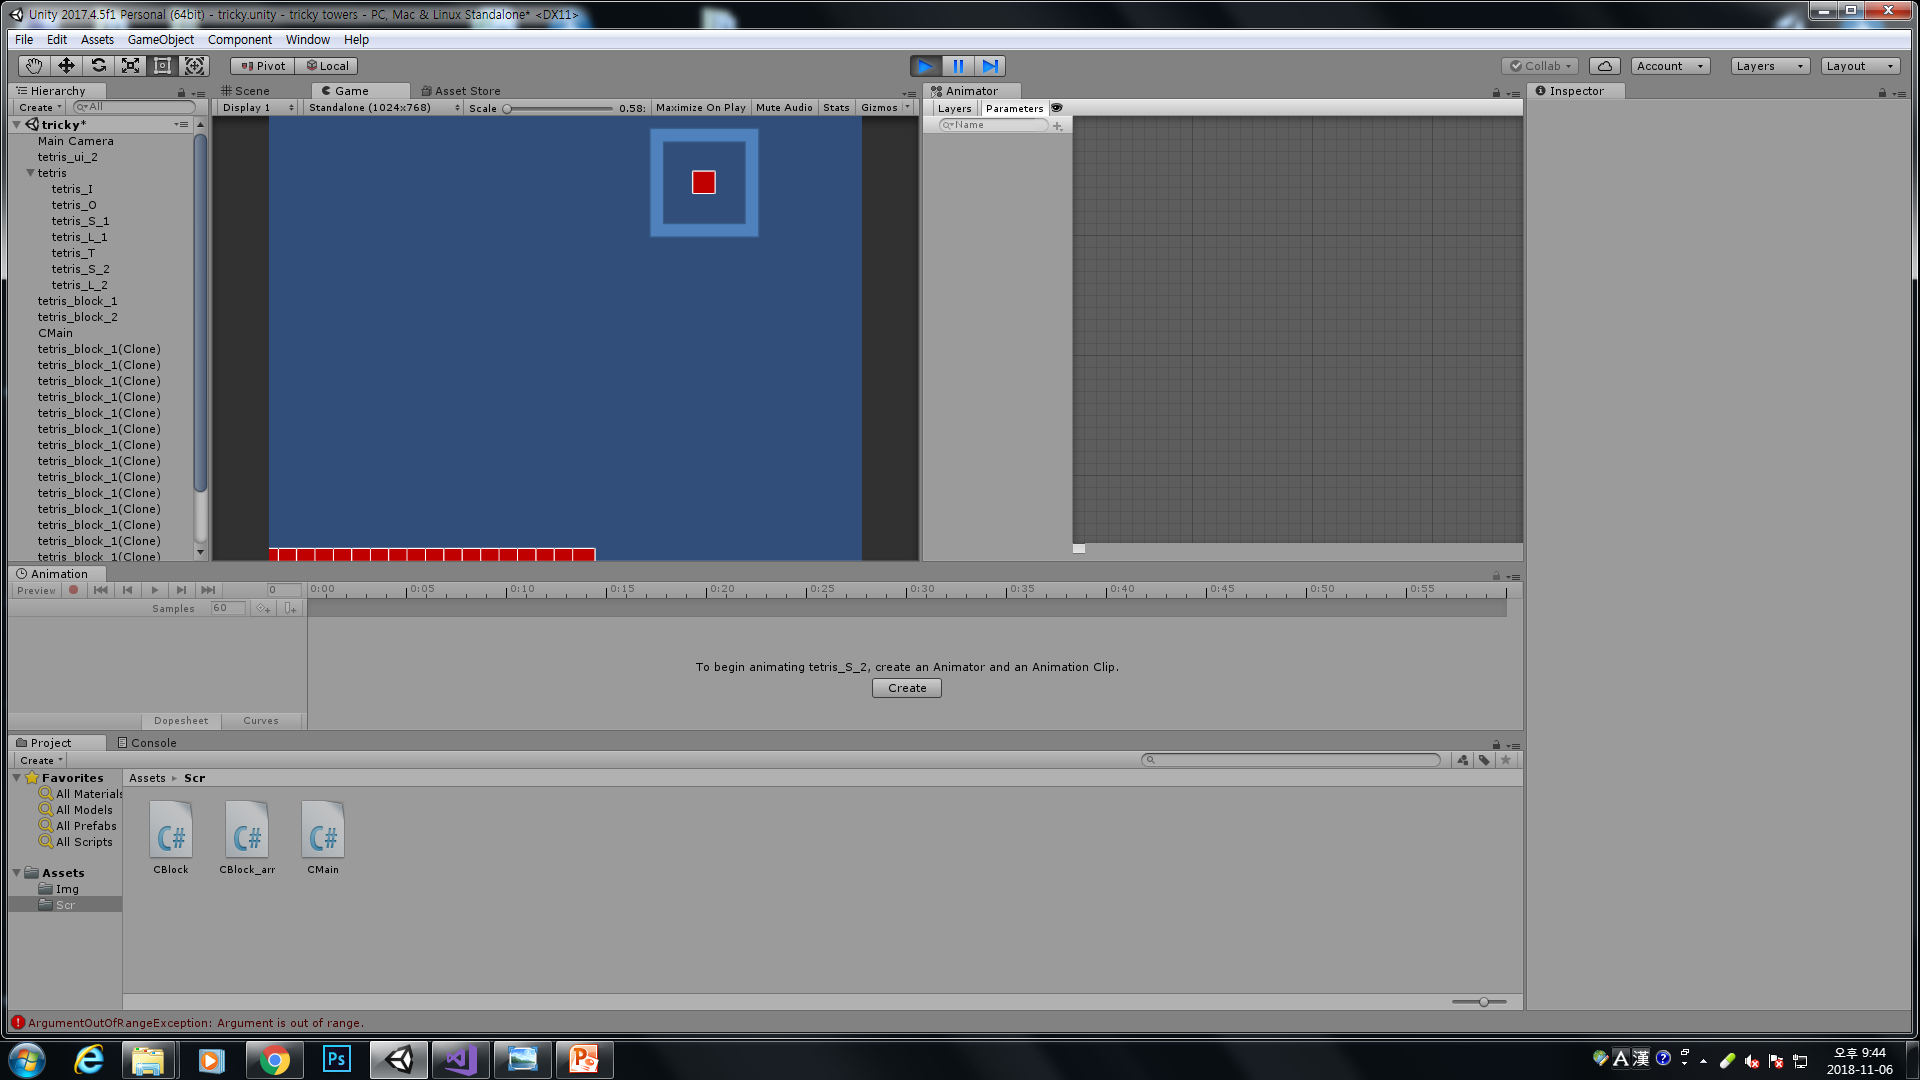 Unity 2017.4.5f1 Personal (64bit) - tricky.unity - tricky towers - PC, Mac & Linux Standalone* <DX11>
File Edit Assets GameObject Component Window Help
Pivot Local Collab Account Layers Layout
Hierarchy Scene Game Asset Store Animator Inspector
Create All Display 1 Standalone (1024x768) Scale 0.58: Maximize On Play Mute Audio Stats Gizmos Layers Parameters
tricky* Name
Main Camera
tetris_ui_2
tetris
tetris_I
tetris_O
tetris_S_1
tetris_L_1
tetris_T
tetris_S_2
tetris_L_2
tetris_block_1
tetris_block_2
CMain
tetris_block_1(Clone)
tetris_block_1(Clone)
tetris_block_1(Clone)
tetris_block_1(Clone)
tetris_block_1(Clone)
tetris_block_1(Clone)
tetris_block_1(Clone)
tetris_block_1(Clone)
tetris_block_1(Clone)
tetris_block_1(Clone)
tetris_block_1(Clone)
tetris_block_1(Clone)
tetris_block_1(Clone)
tetris_block_1(Clone)
Animation
Preview 0 0:00 0:05 0:10 0:15 0:20 0:25 0:30 0:35 0:40 0:45 0:50 0:55
Samples 60
To begin animating tetris_S_2, create an Animator and an Animation Clip.
Create
Dopesheet Curves
Project Console
Create
Favorites Assets ▸ Scr
All Materials
All Models
All Prefabs
All Scripts
C# C# C#
CBlock CBlock_arr CMain
Assets
Img
Scr
ArgumentOutOfRangeException: Argument is out of range.
Ps A 漢 오후 9:44
2018-11-06